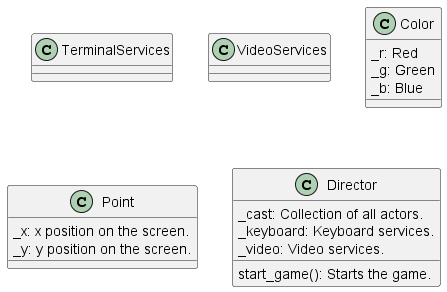 C TerminalServices
C VideoServices
C Color
_r: Red
_g: Green
_b: Blue
C Point
_x: x position on the screen.
_y: y position on the screen.
C Director
_cast: Collection of all actors.
_keyboard: Keyboard services.
_video: Video services.
start_game(): Starts the game.